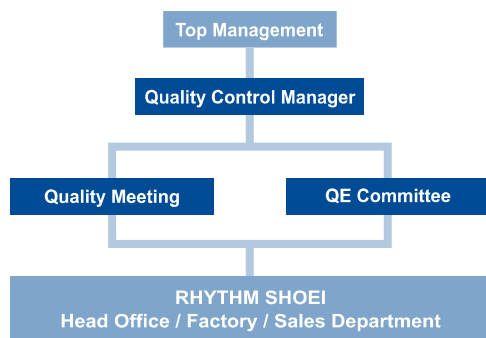 Top Management
Quality Control Manager
Quality Meeting
QE Committee
RHYTHM SHOEI
Head Office / Factory / Sales Department